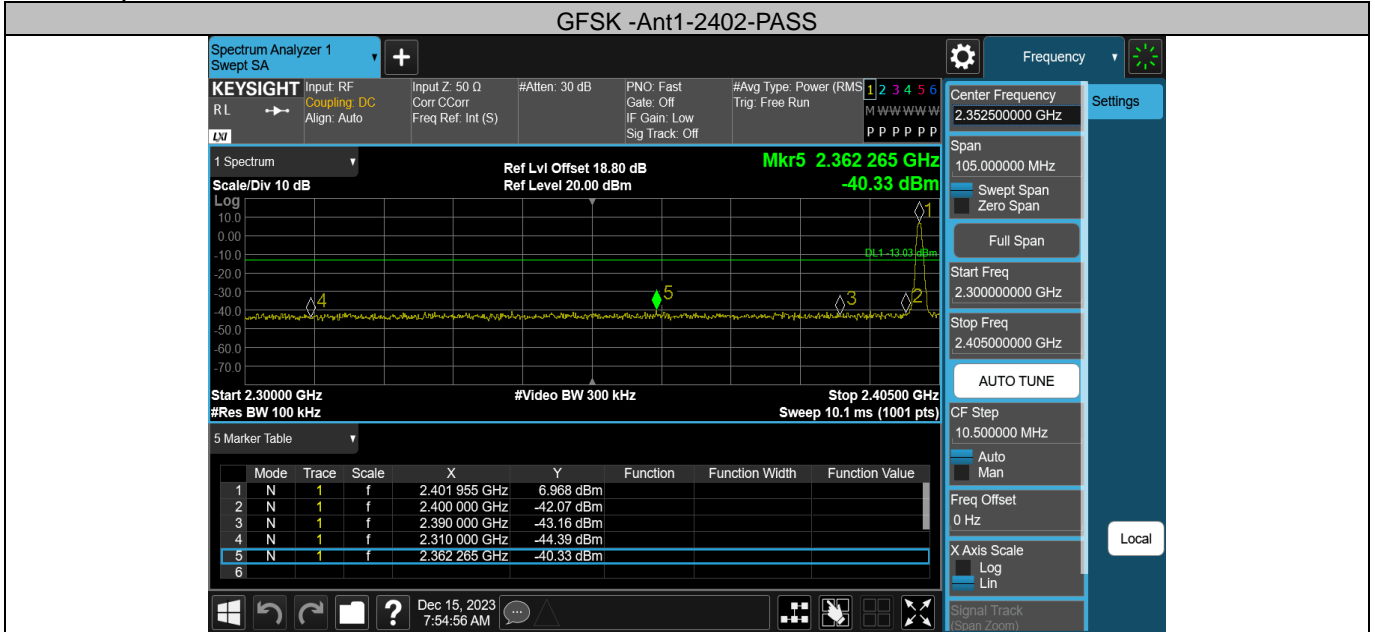 GFSK -Ant1-2402-PASS
Spectrum Analyzer 1
Swept SA
+
Frequency
KEYSIGHT
RL
LXI
Input: RF
Coupling: DC
Align: Auto
Input Z: 50 Ω
Corr CCorr
Freq Ref: Int (S)
#Atten: 30 dB
PNO: Fast
Gate: Off
IF Gain: Low
Sig Track: Off
#Avg Type: Power (RMS
Trig: Free Run
1 2 3 4 5 6
M W W W W W
P P P P P P
1 Spectrum
Scale/Div 10 dB
Ref Lvl Offset 18.80 dB
Ref Level 20.00 dBm
Mkr5 2.362 265 GHz
-40.33 dBm
Log
10.0
0.00
-10.0
-20.0
-30.0
-40.0
-50.0
-60.0
-70.0
DL1 -13.03 dBm
1
2
3
4
5
Start 2.30000 GHz
#Res BW 100 kHz
#Video BW 300 kHz
Stop 2.40500 GHz
Sweep 10.1 ms (1001 pts)
5 Marker Table
Mode Trace Scale X Y Function Function Width Function Value
1 N 1 f 2.401 955 GHz 6.968 dBm
2 N 1 f 2.400 000 GHz -42.07 dBm
3 N 1 f 2.390 000 GHz -43.16 dBm
4 N 1 f 2.310 000 GHz -44.39 dBm
5 N 1 f 2.362 265 GHz -40.33 dBm
6
?
Dec 15, 2023
7:54:56 AM
Center Frequency
2.352500000 GHz
Settings
Span
105.000000 MHz
Swept Span
Zero Span
Full Span
Start Freq
2.300000000 GHz
Stop Freq
2.405000000 GHz
AUTO TUNE
CF Step
10.500000 MHz
Auto
Man
Freq Offset
0 Hz
Local
X Axis Scale
Log
Lin
Signal Track
(Span Zoom)